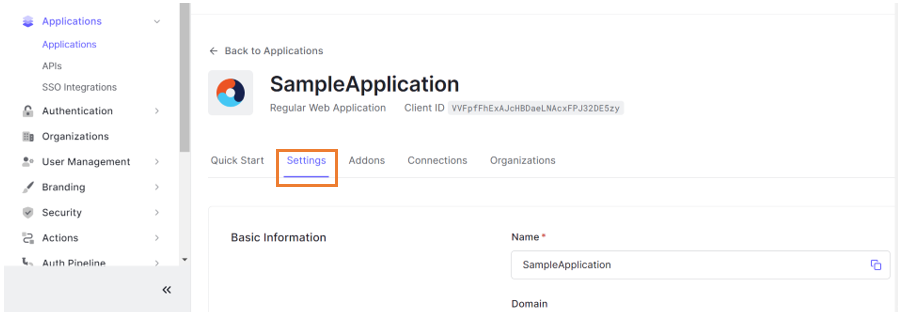 Applications
Applications
APIs
SSO Integrations
Authentication
Organizations
User Management
Branding
Security
Actions
Auth Pipeline
Back to Applications
SampleApplication
Regular Web Application Client ID VVFpfFhExAJcHBDaeLNAcxFPJ32DE5zy
Quick Start Settings Addons Connections Organizations
Basic Information
Name *
SampleApplication
Domain